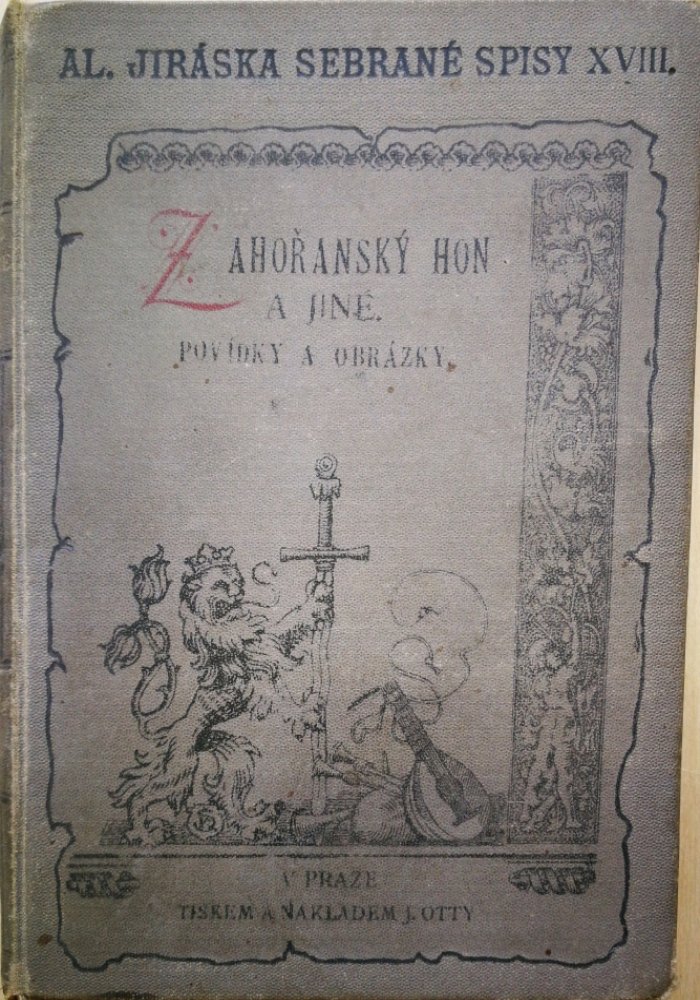 AL. JIRÁSKA SEBRANÉ SPISY XVIII.
ZAHOŘANSKÝ HON
A JINÉ.
POVÍDKY A OBRÁZKY.
V PRAZE
TISKEM A NÁKLADEM J. OTTY